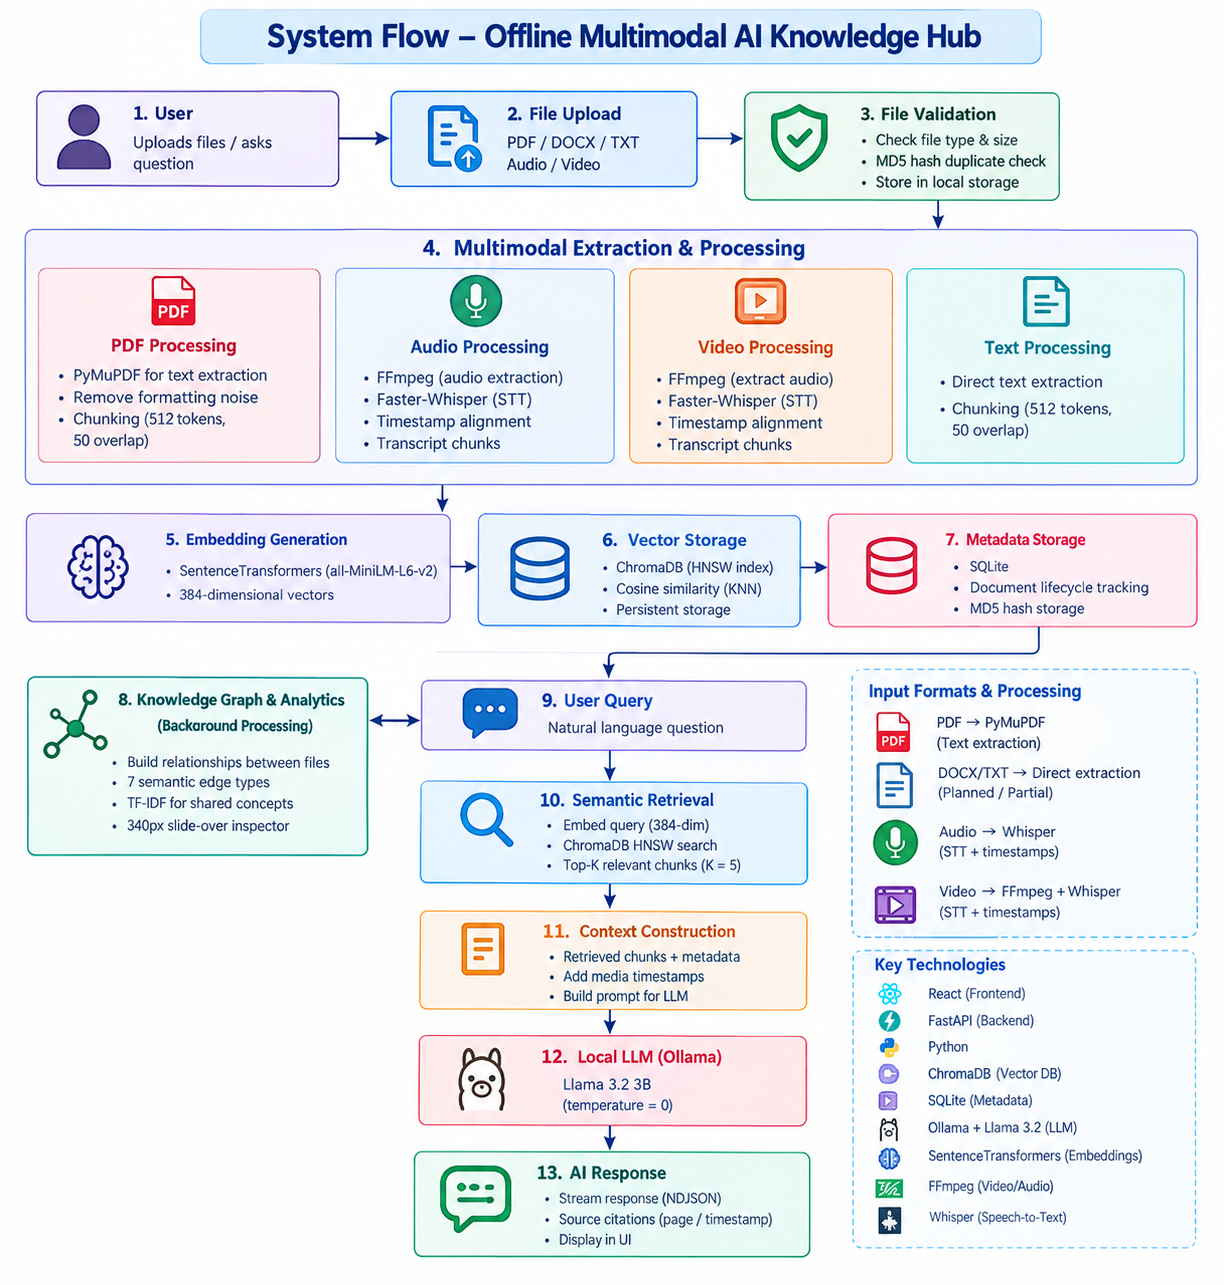 System Flow – Offline Multimodal AI Knowledge Hub
1. User
Uploads files / asks
question
2. File Upload
PDF / DOCX / TXT
Audio / Video
3. File Validation
• Check file type & size
• MD5 hash duplicate check
• Store in local storage
4. Multimodal Extraction & Processing
PDF
PDF Processing
• PyMuPDF for text extraction
• Remove formatting noise
• Chunking (512 tokens,
50 overlap)
Audio Processing
• FFmpeg (audio extraction)
• Faster-Whisper (STT)
• Timestamp alignment
• Transcript chunks
Video Processing
• FFmpeg (extract audio)
• Faster-Whisper (STT)
• Timestamp alignment
• Transcript chunks
Text Processing
• Direct text extraction
• Chunking (512 tokens,
50 overlap)
5. Embedding Generation
• SentenceTransformers (all-MiniLM-L6-v2)
• 384-dimensional vectors
6. Vector Storage
• ChromaDB (HNSW index)
• Cosine similarity (KNN)
• Persistent storage
7. Metadata Storage
• SQLite
• Document lifecycle tracking
• MD5 hash storage
8. Knowledge Graph & Analytics
(Background Processing)
• Build relationships between files
• 7 semantic edge types
• TF-IDF for shared concepts
• 340px slide-over inspector
9. User Query
Natural language question
10. Semantic Retrieval
• Embed query (384-dim)
• ChromaDB HNSW search
• Top-K relevant chunks (K = 5)
11. Context Construction
• Retrieved chunks + metadata
• Add media timestamps
• Build prompt for LLM
12. Local LLM (Ollama)
Llama 3.2 3B
(temperature = 0)
13. AI Response
• Stream response (NDJSON)
• Source citations (page / timestamp)
• Display in UI
Input Formats & Processing
PDF
PDF → PyMuPDF
(Text extraction)
DOCX/TXT → Direct extraction
(Planned / Partial)
Audio → Whisper
(STT + timestamps)
Video → FFmpeg + Whisper
(STT + timestamps)
Key Technologies
React (Frontend)
FastAPI (Backend)
Python
ChromaDB (Vector DB)
SQLite (Metadata)
Ollama + Llama 3.2 (LLM)
SentenceTransformers (Embeddings)
FFmpeg (Video/Audio)
Whisper (Speech-to-Text)